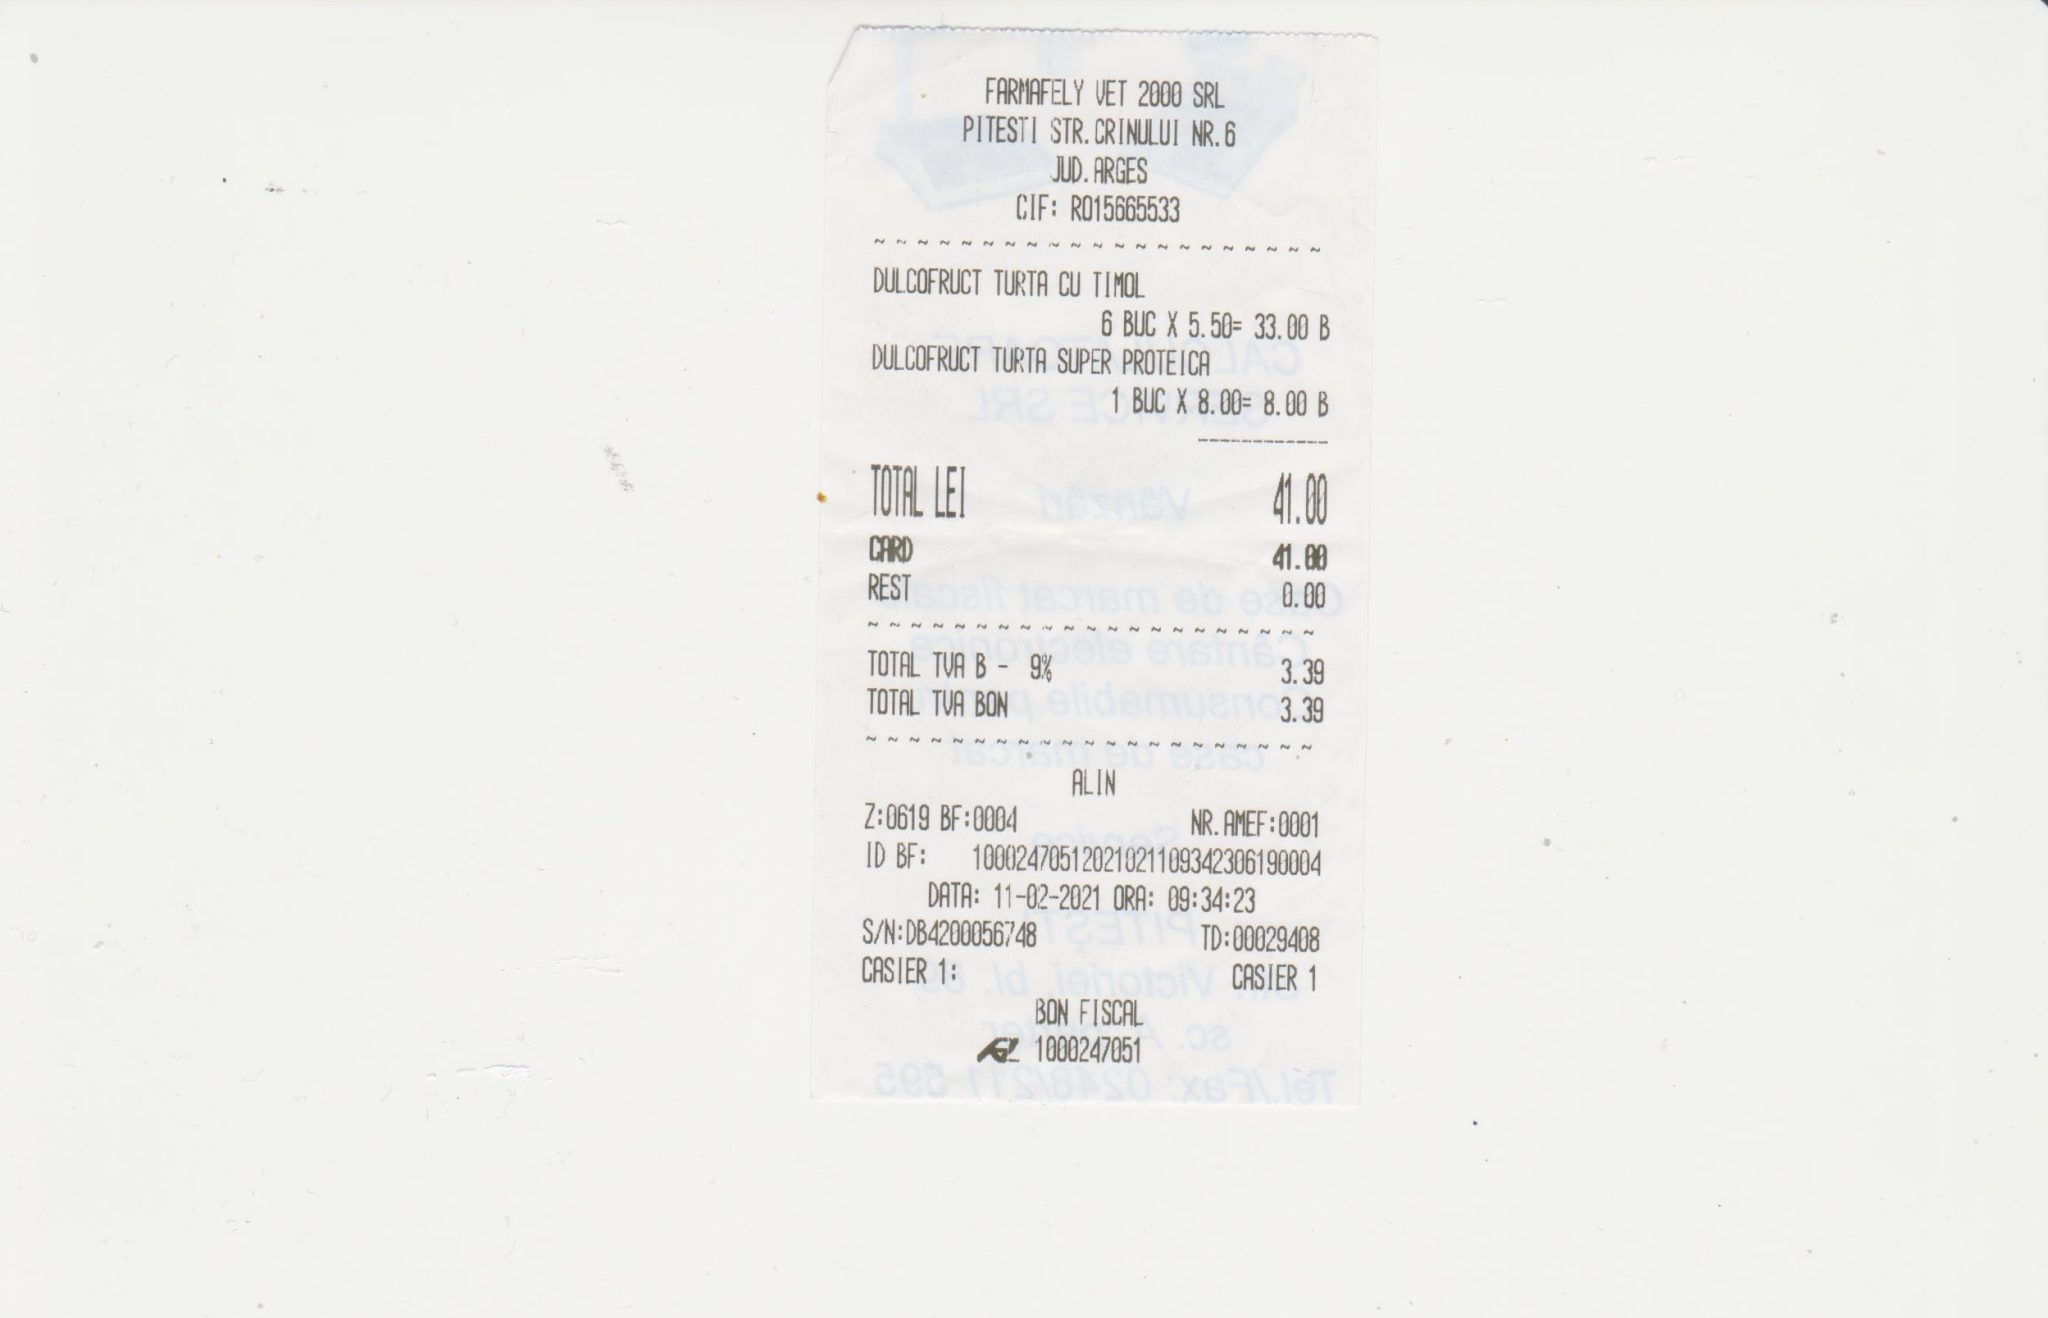 FARMAFELY VET 2000 SRL
PITESTI STR.CRINULUI NR.6
JUD.ARGES
CIF: RO15665533
DULCOFRUCT TURTA CU TIMOL
6 BUC X 5.50= 33.00 B
DULCOFRUCT TURTA SUPER PROTEICA
1 BUC X 8.00= 8.00 B
TOTAL LEI 41.00
CARD 41.00
REST 0.00
TOTAL TVA B - 9% 3.39
TOTAL TVA BON 3.39
ALIN
Z:0619 BF:0004 NR.AMEF:0001
ID BF: 10002470512021021109342306190004
DATA: 11-02-2021 ORA: 09:34:23
S/N:DB4200056748 TD:00029408
CASIER 1: CASIER 1
BON FISCAL
1000247051